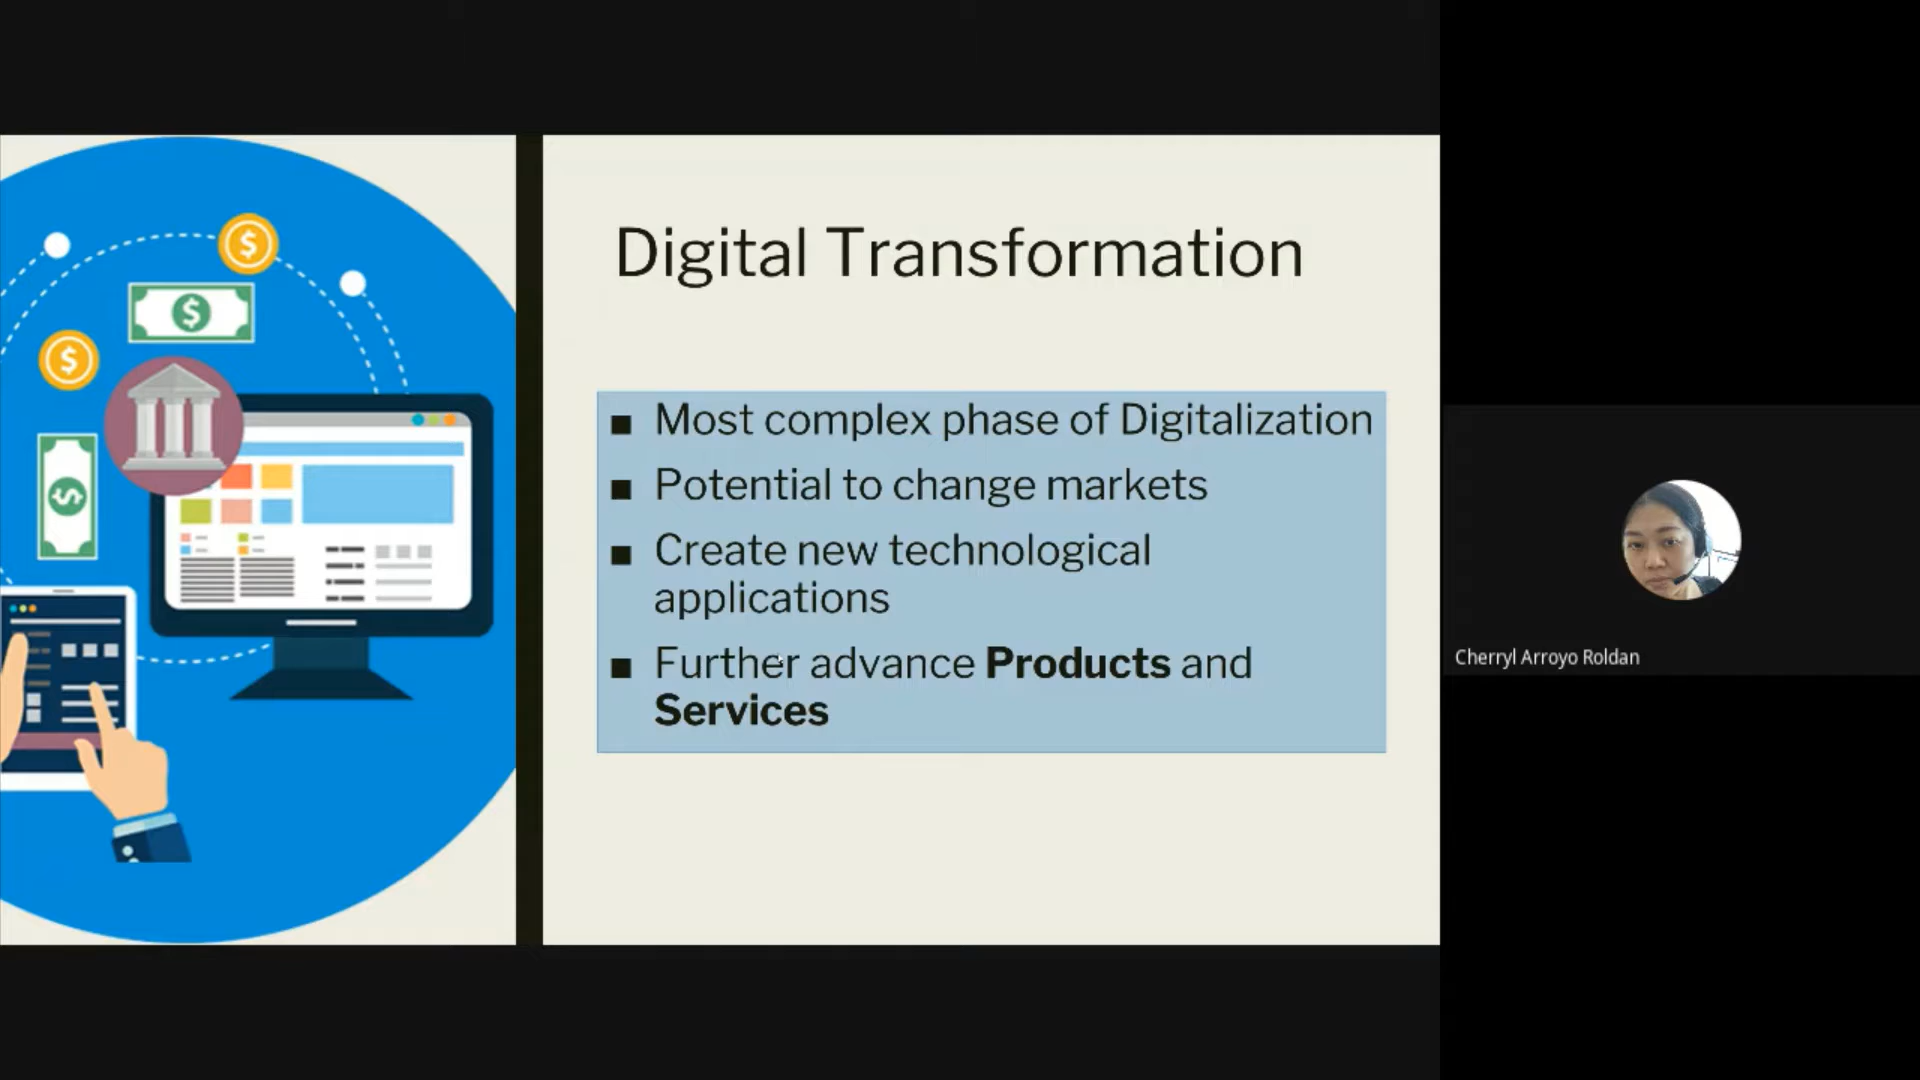 Digital Transformation
■ Most complex phase of Digitalization
■ Potential to change markets
■ Create new technological
applications
■ Further advance Products and
Services
Cherryl Arroyo Roldan
$
$
$
$